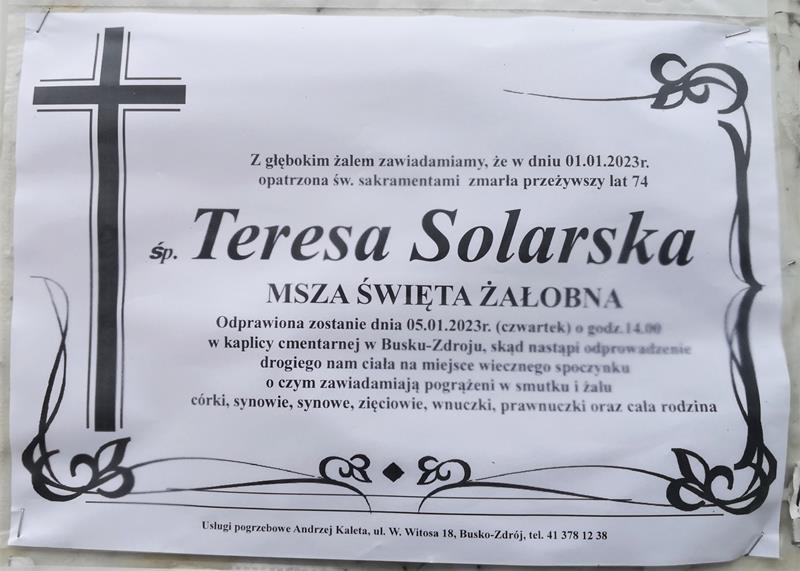 Z głębokim żalem zawiadamiamy, że w dniu 01.01.2023r.
opatrzona św. sakramentami zmarła przeżywszy lat 74
śp. Teresa Solarska
MSZA ŚWIĘTA ŻAŁOBNA
Odprawiona zostanie dnia 05.01.2023r. (czwartek) o godz.14.00
w kaplicy cmentarnej w Busku-Zdroju, skąd nastąpi odprowadzenie
drogiego nam ciała na miejsce wiecznego spoczynku
o czym zawiadamiają pogrążeni w smutku i żalu
córki, synowie, synowe, zięciowie, wnuczki, prawnuczki oraz cała rodzina
Usługi pogrzebowe Andrzej Kaleta, ul. W. Witosa 18, Busko-Zdrój, tel. 41 378 12 38